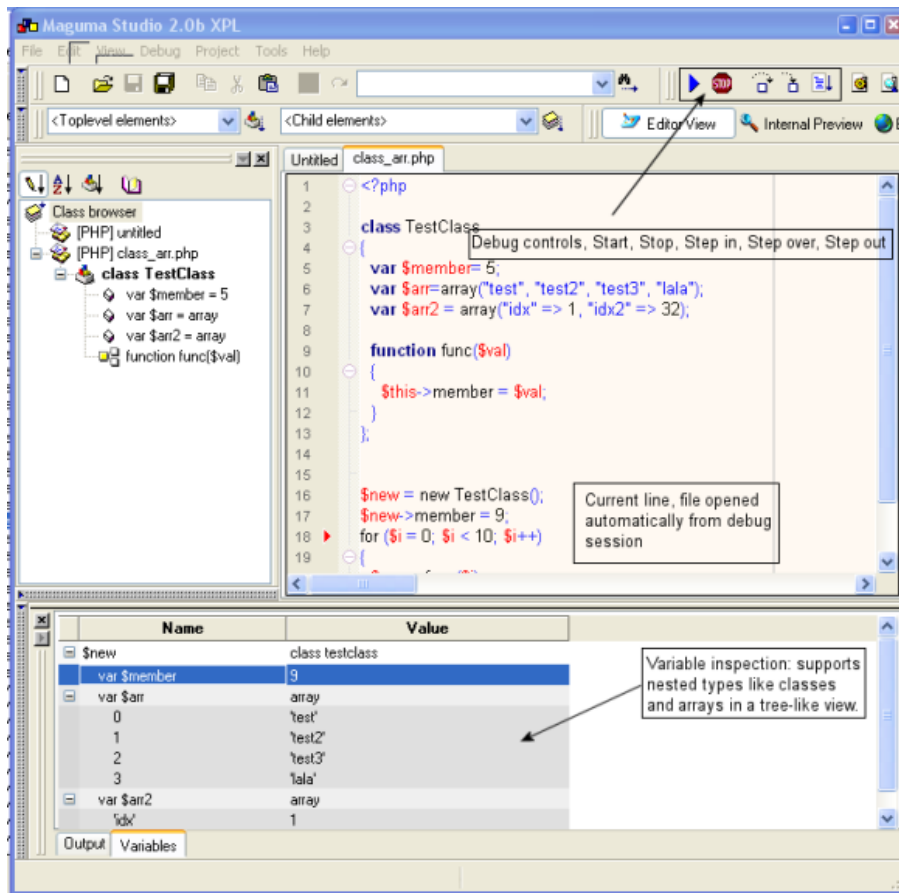 Maguma Studio 2.0b XPL
File Edit View Debug Project Tools Help
STOP
<Toplevel elements>
<Child elements>
Editor View
Internal Preview
Untitled
class_arr.php
Class browser
[PHP] untitled
[PHP] class_arr.php
class TestClass
var $member = 5
var $arr = array
var $arr2 = array
function func($val)
1 <?php
2
3 class TestClass
4 {
5 var $member= 5;
6 var $arr=array("test", "test2", "test3", "lala");
7 var $arr2 = array("idx" => 1, "idx2" => 32);
8
9 function func($val)
10 {
11 $this->member = $val;
12 }
13 };
14
15
16 $new = new TestClass();
17 $new->member = 9;
18 for ($i = 0; $i < 10; $i++)
19 {
Debug controls, Start, Stop, Step in, Step over, Step out
Current line, file opened
automatically from debug
session
Name Value
$new class testclass
var $member 9
var $arr array
0 'test'
1 'test2'
2 'test3'
3 'lala'
var $arr2 array
'idx' 1
Variable inspection: supports
nested types like classes
and arrays in a tree-like view.
Output Variables